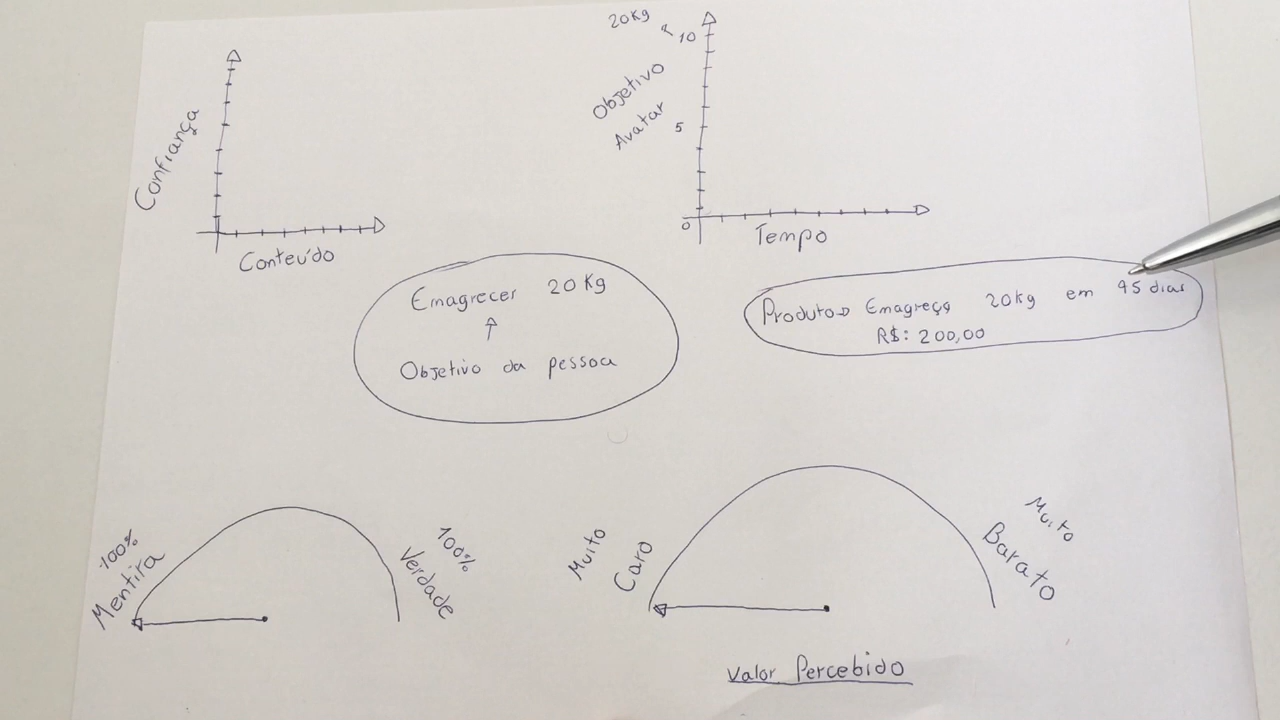 Confiança
Conteúdo
20Kg
10
Objetivo
Avatar
5
0
Tempo
Emagrecer 20Kg
Objetivo da pessoa
Produto Emagreça 20kg em 45 dias
R$: 200,00
100%
Mentira
100%
Verdade
Muito
Caro
Muito
Barato
Valor Percebido